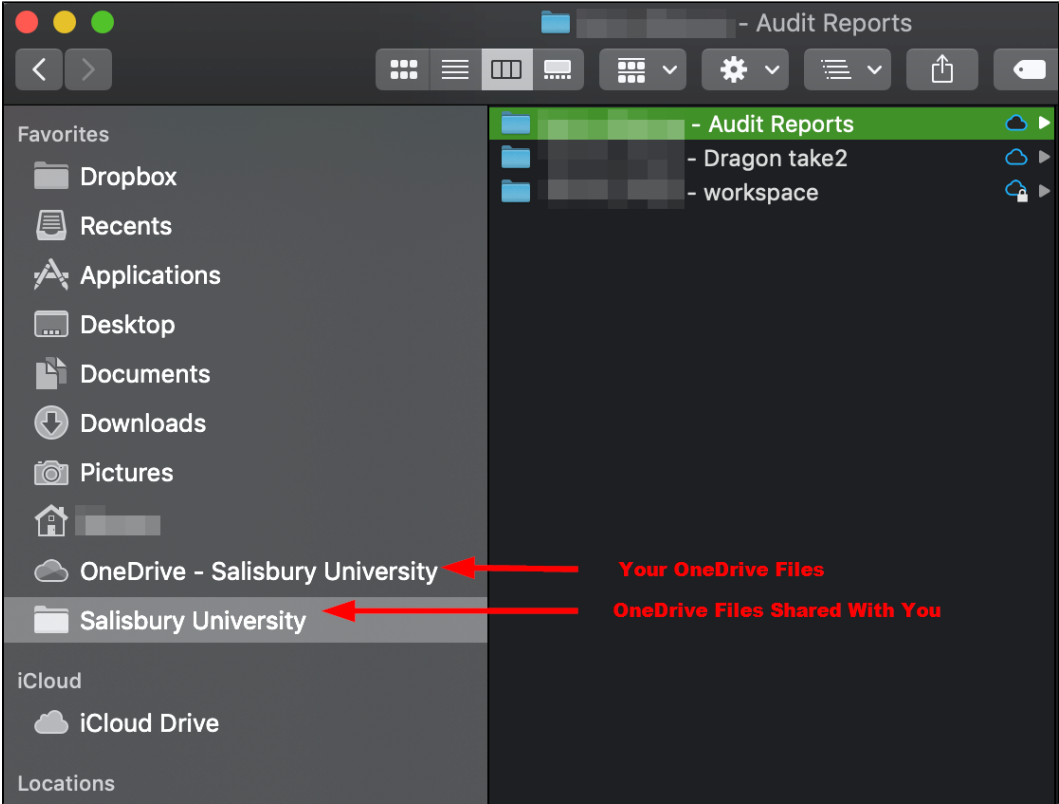 - Audit Reports
Favorites
Dropbox
Recents
Applications
Desktop
Documents
Downloads
Pictures
OneDrive - Salisbury University
Salisbury University
iCloud
iCloud Drive
Locations
- Audit Reports
- Dragon take2
- workspace
Your OneDrive Files
OneDrive Files Shared With You